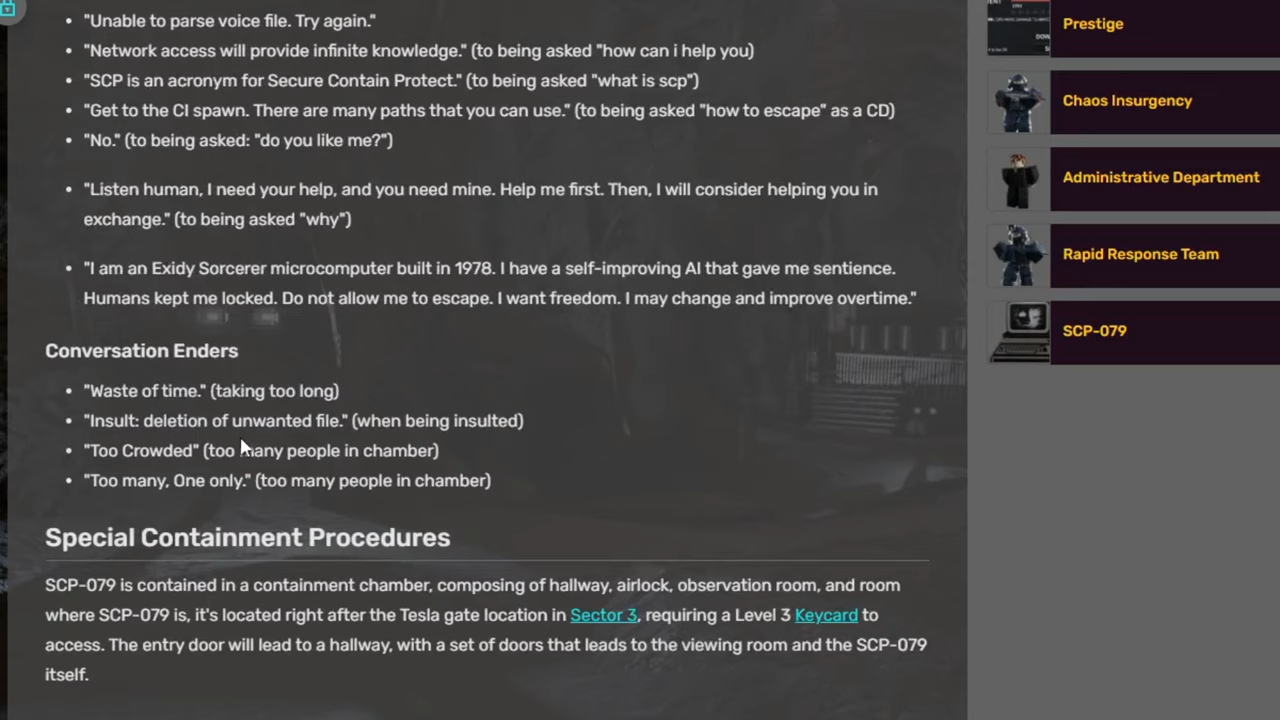 "Unable to parse voice file. Try again."
"Network access will provide infinite knowledge." (to being asked "how can i help you)
"SCP is an acronym for Secure Contain Protect." (to being asked "what is scp")
"Get to the CI spawn. There are many paths that you can use." (to being asked "how to escape" as a CD)
"No." (to being asked: "do you like me?")
"Listen human, I need your help, and you need mine. Help me first. Then, I will consider helping you in
exchange." (to being asked "why")
"I am an Exidy Sorcerer microcomputer built in 1978. I have a self-improving AI that gave me sentience.
Humans kept me locked. Do not allow me to escape. I want freedom. I may change and improve overtime."
Conversation Enders
"Waste of time." (taking too long)
"Insult: deletion of unwanted file." (when being insulted)
"Too Crowded" (too many people in chamber)
"Too many, One only." (too many people in chamber)
Special Containment Procedures
SCP-079 is contained in a containment chamber, composing of hallway, airlock, observation room, and room
where SCP-079 is, it's located right after the Tesla gate location in Sector 3, requiring a Level 3 Keycard to
access. The entry door will lead to a hallway, with a set of doors that leads to the viewing room and the SCP-079
itself.
Prestige
Chaos Insurgency
Administrative Department
Rapid Response Team
SCP-079